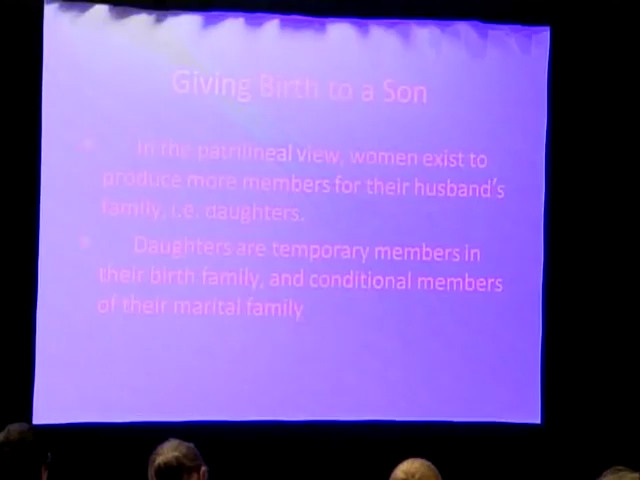 Giving Birth to a Son
In the patrilineal view, women exist to
produce more members for their husband's
family, i.e. daughters.
Daughters are temporary members in
their birth family, and conditional members
of their marital family